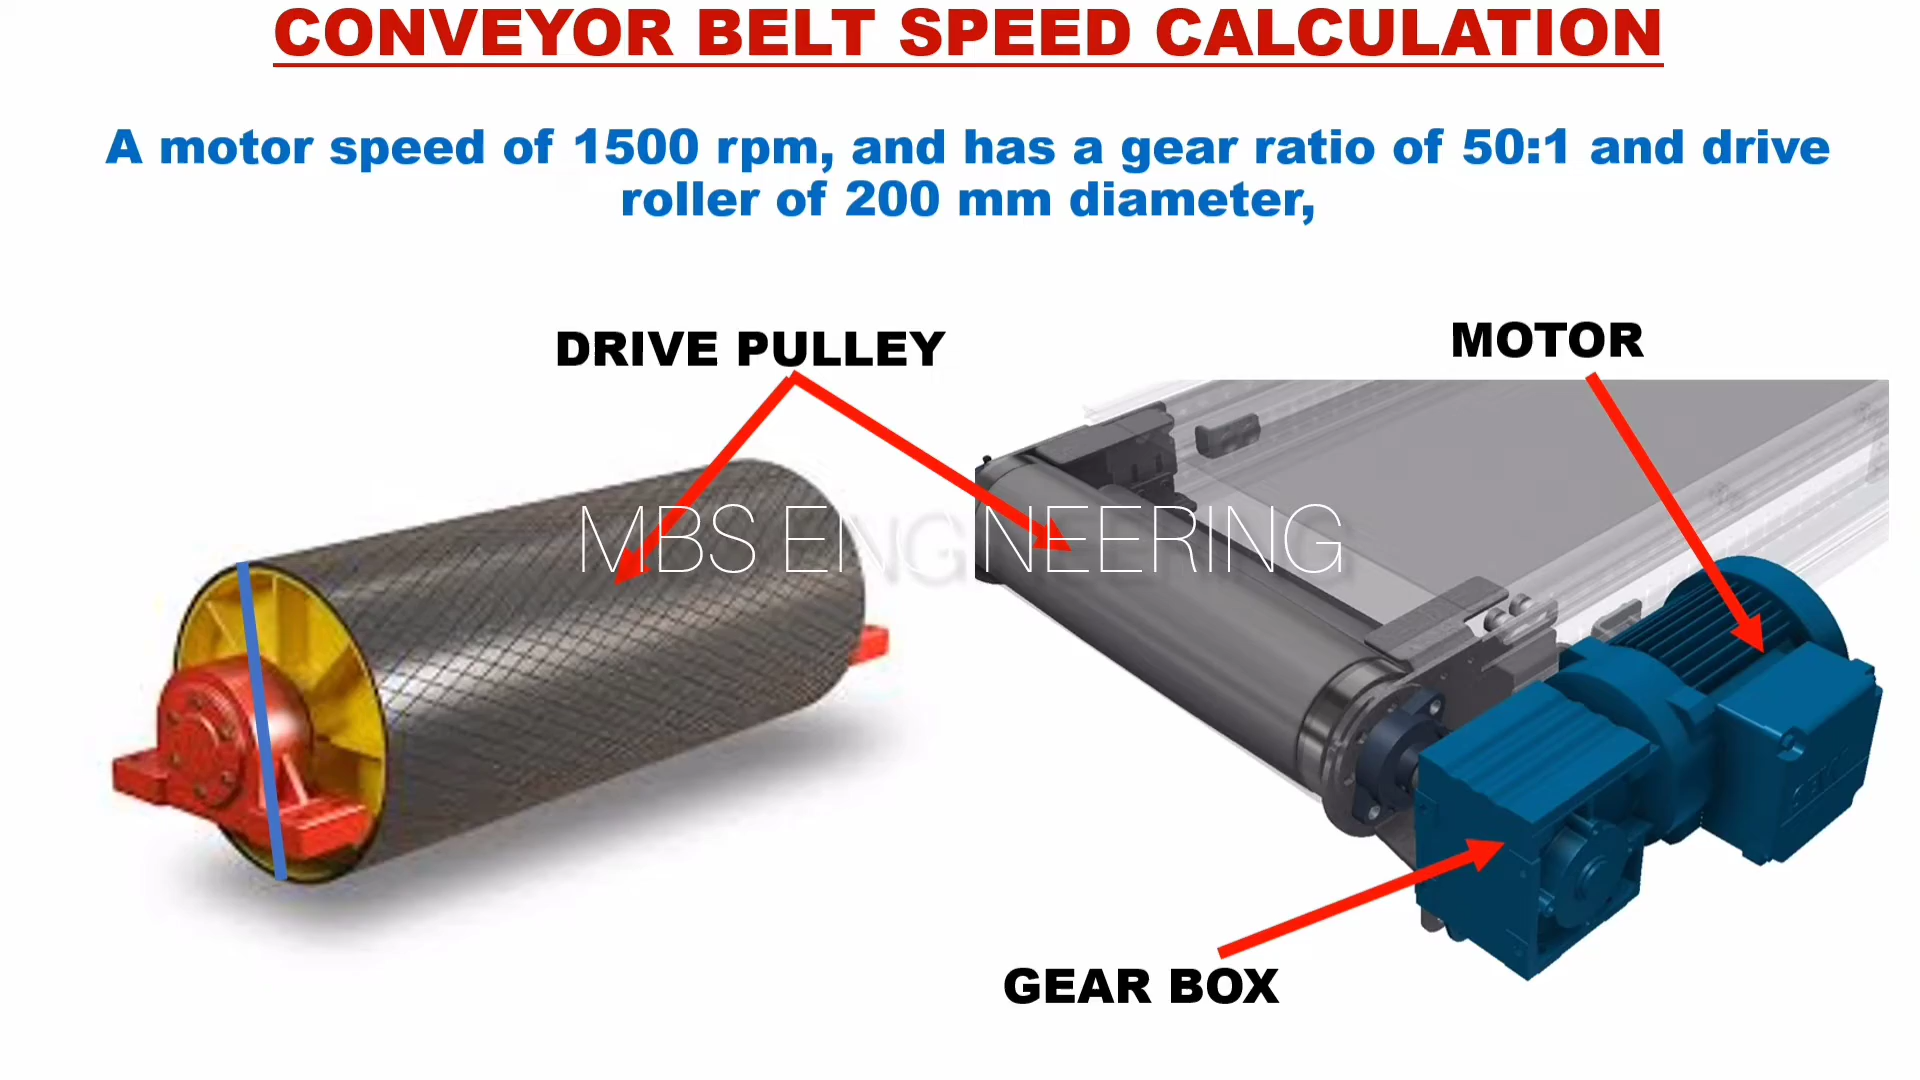 CONVEYOR BELT SPEED CALCULATION
A motor speed of 1500 rpm, and has a gear ratio of 50:1 and drive
roller of 200 mm diameter,
DRIVE PULLEY
MOTOR
MBS ENGINEERING
GEAR BOX